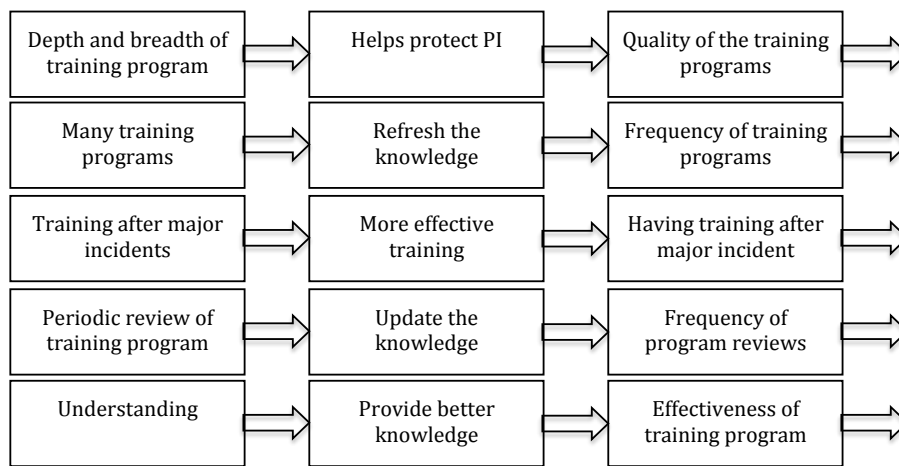 Depth and breadth of
training program
Helps protect PI
Quality of the training
programs
Many training
programs
Refresh the
knowledge
Frequency of training
programs
Training after major
incidents
More effective
training
Having training after
major incident
Periodic review of
training program
Update the
knowledge
Frequency of
program reviews
Understanding
Provide better
knowledge
Effectiveness of
training program